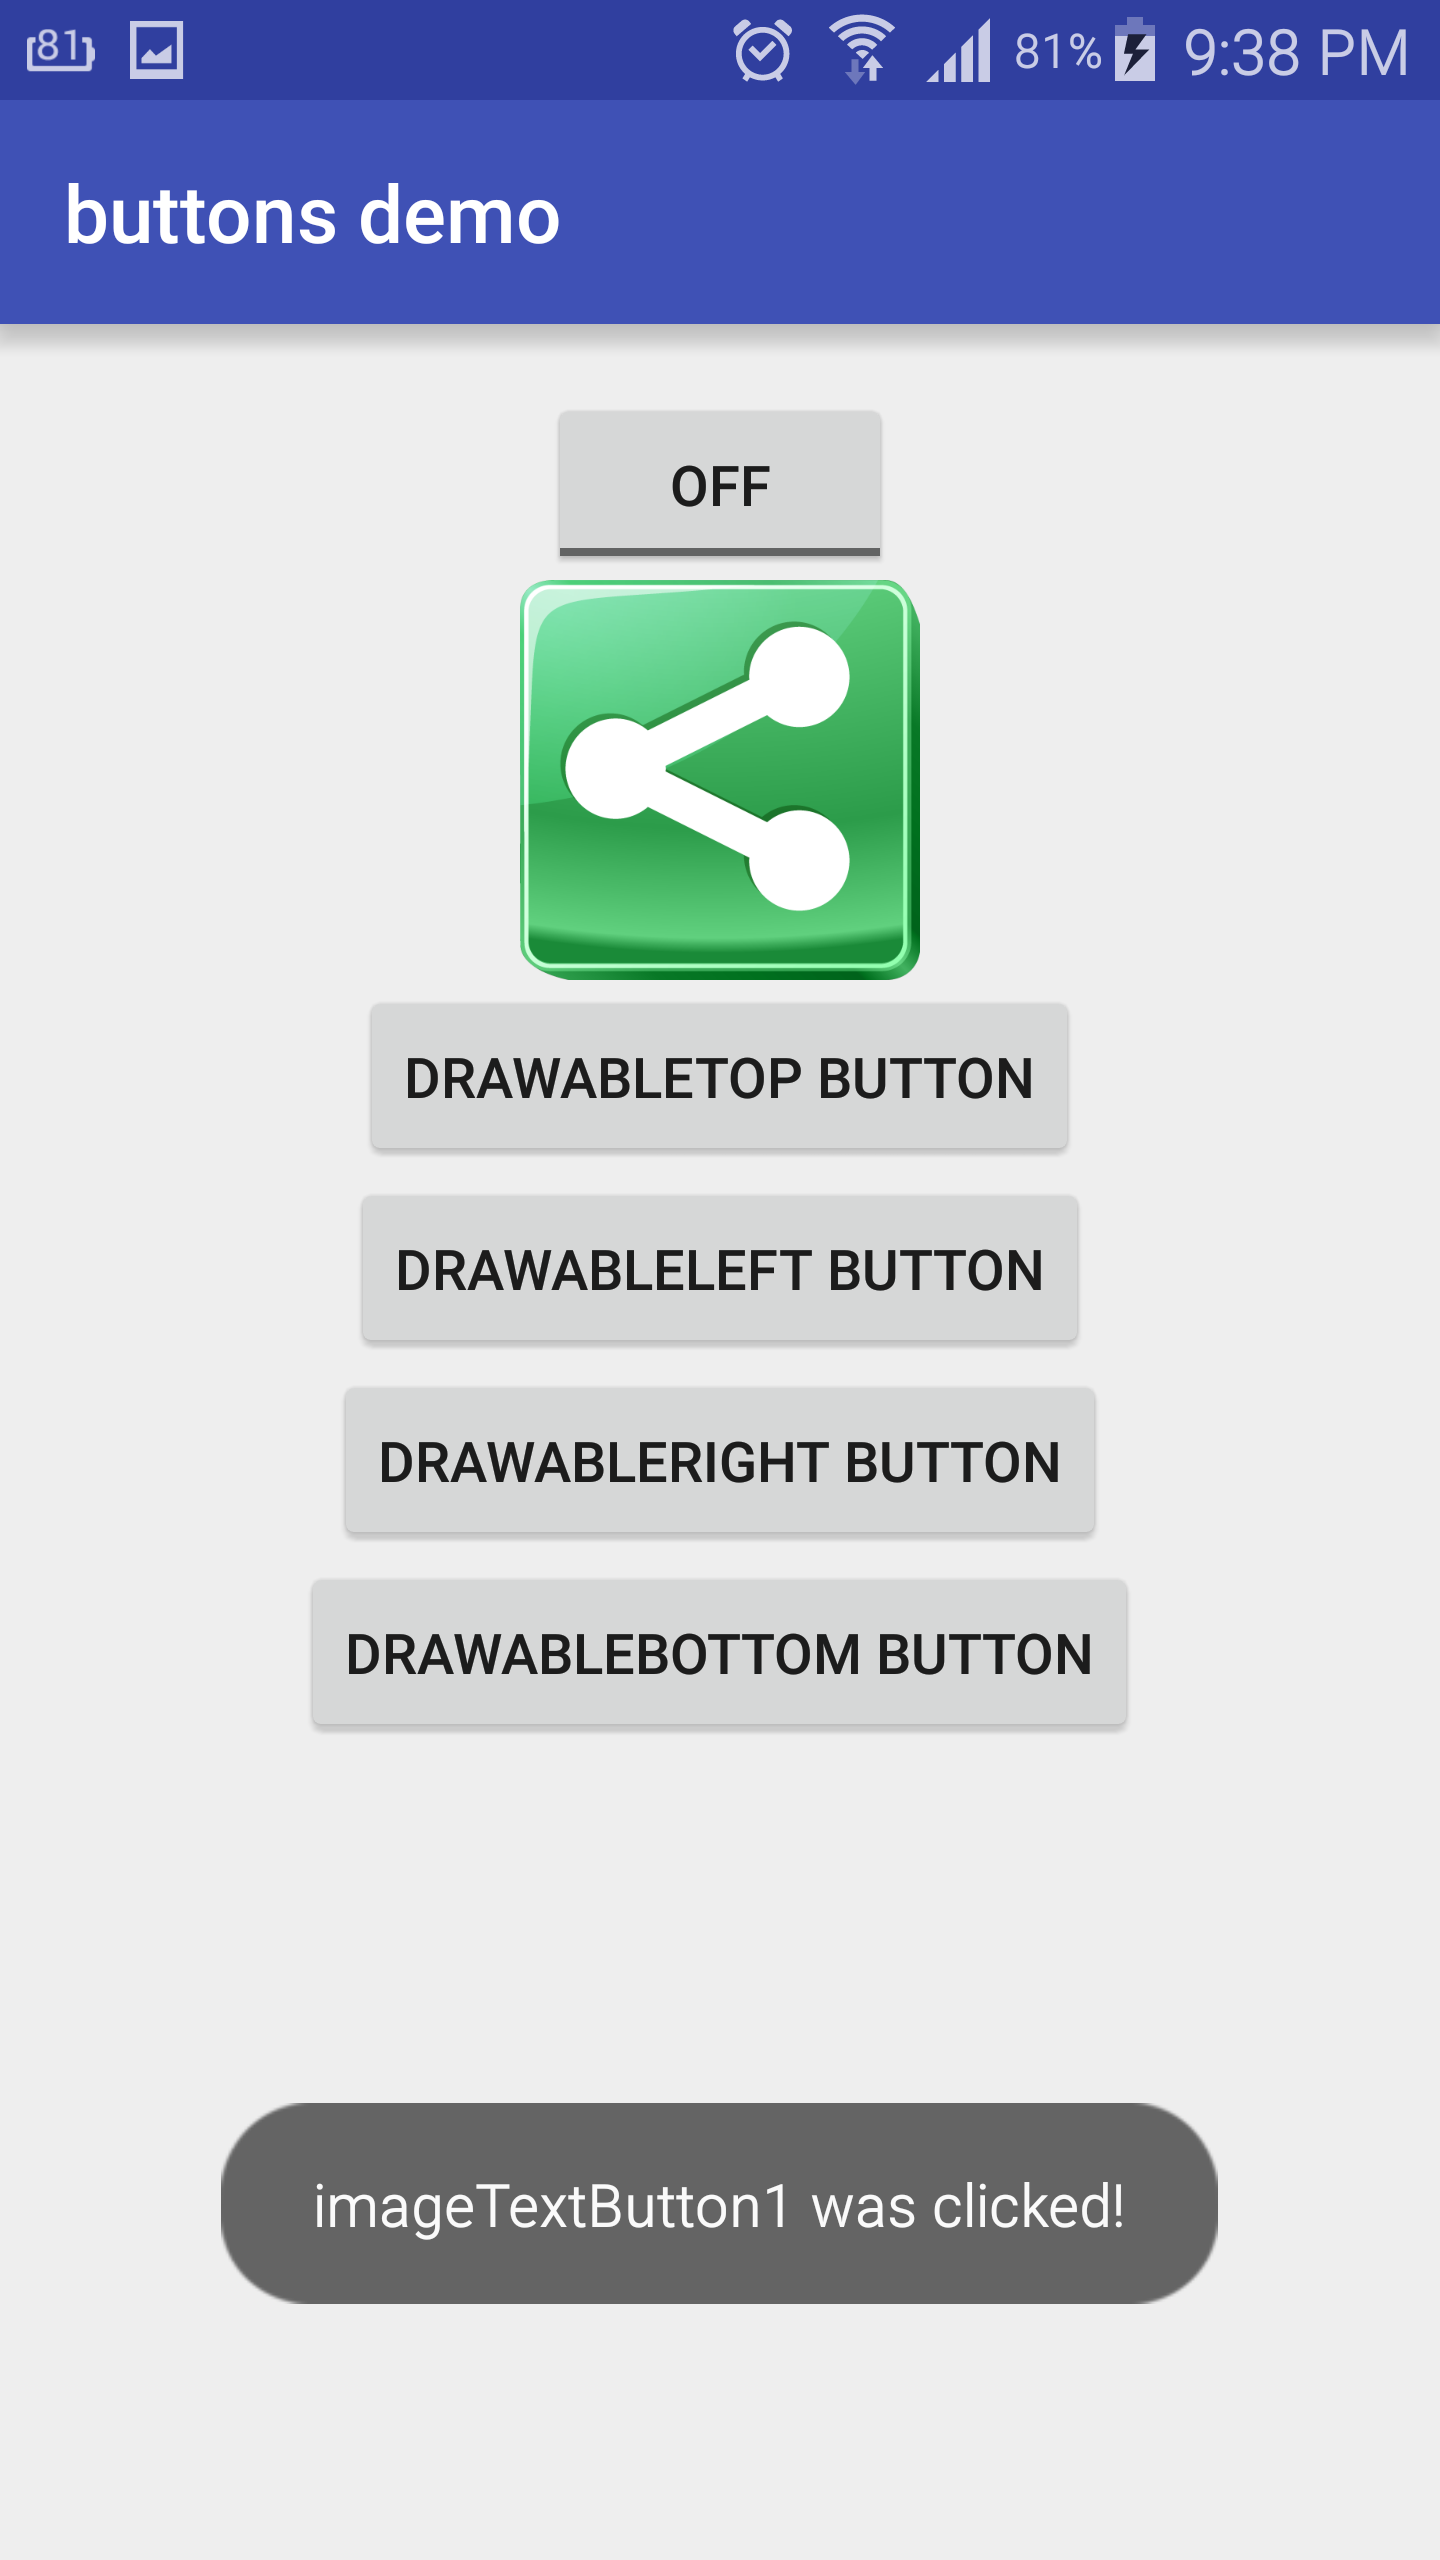 81
81% 9:38 PM
buttons demo
OFF
DRAWABLETOP BUTTON
DRAWABLELEFT BUTTON
DRAWABLERIGHT BUTTON
DRAWABLEBOTTOM BUTTON
imageTextButton1 was clicked!